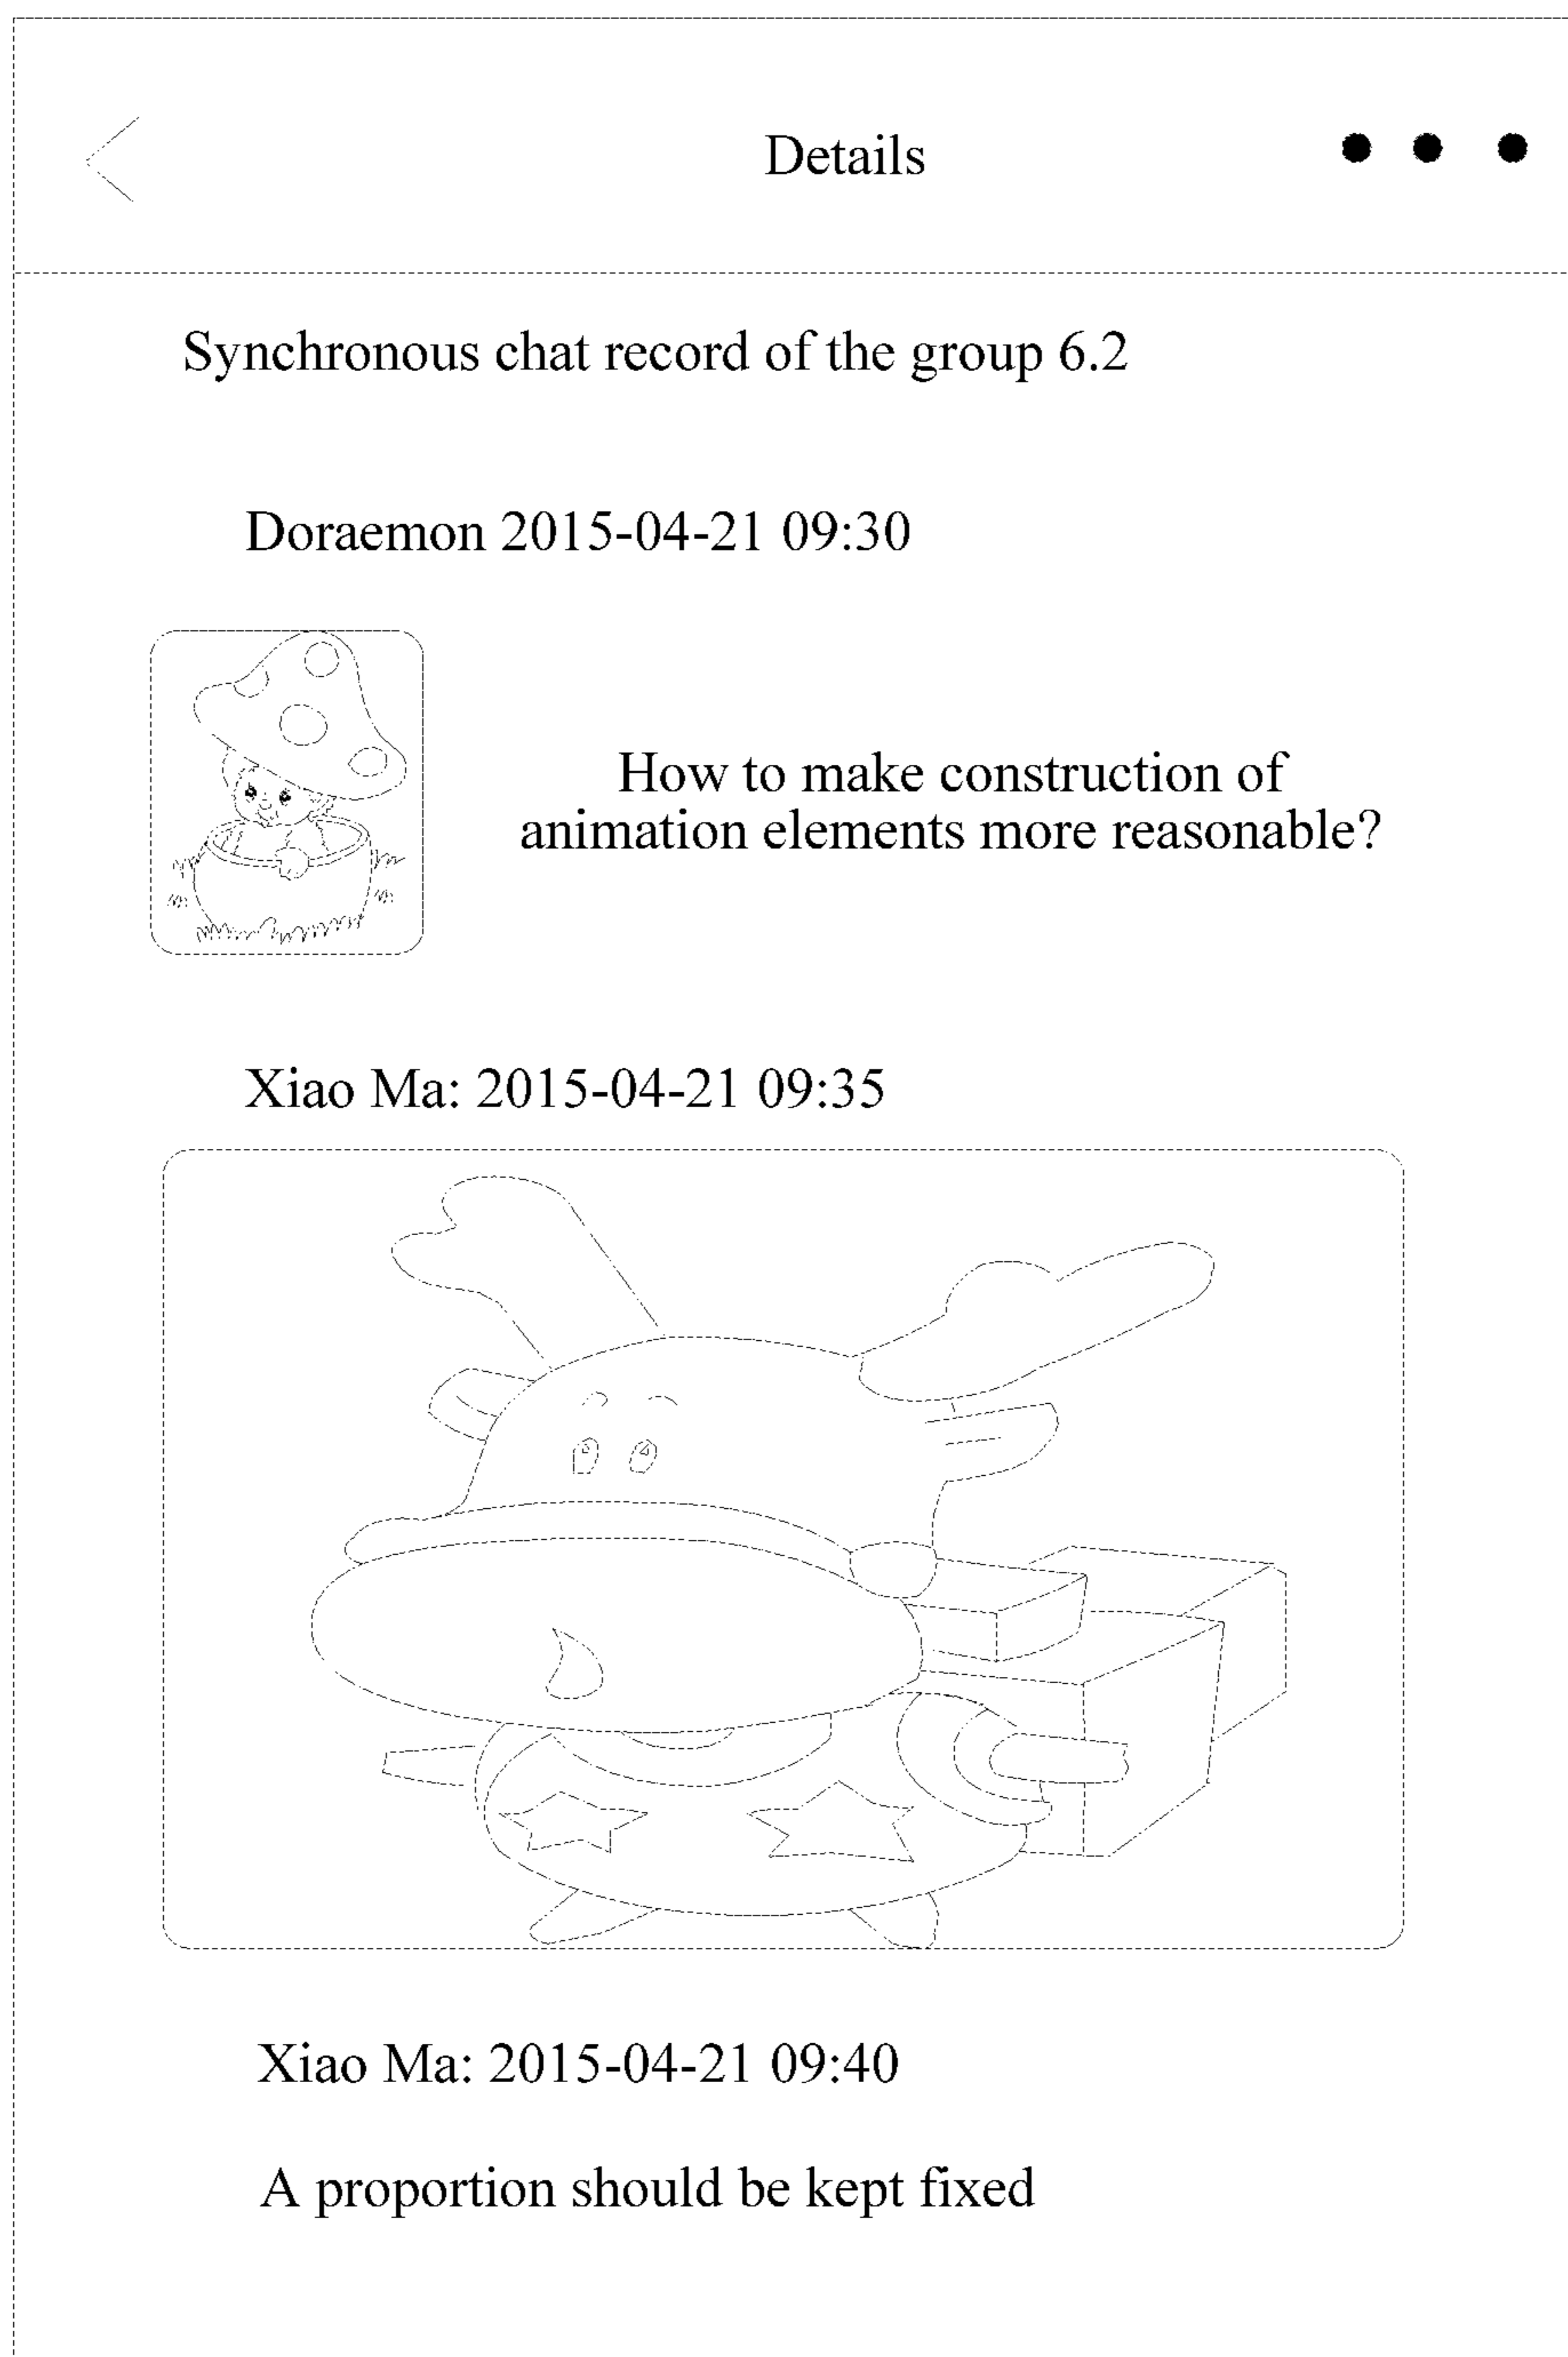 Details
Synchronous chat record of the group 6.2
Doraemon 2015-04-21 09:30
How to make construction of
animation elements more reasonable?
Xiao Ma: 2015-04-21 09:35
Xiao Ma: 2015-04-21 09:40
A proportion should be kept fixed